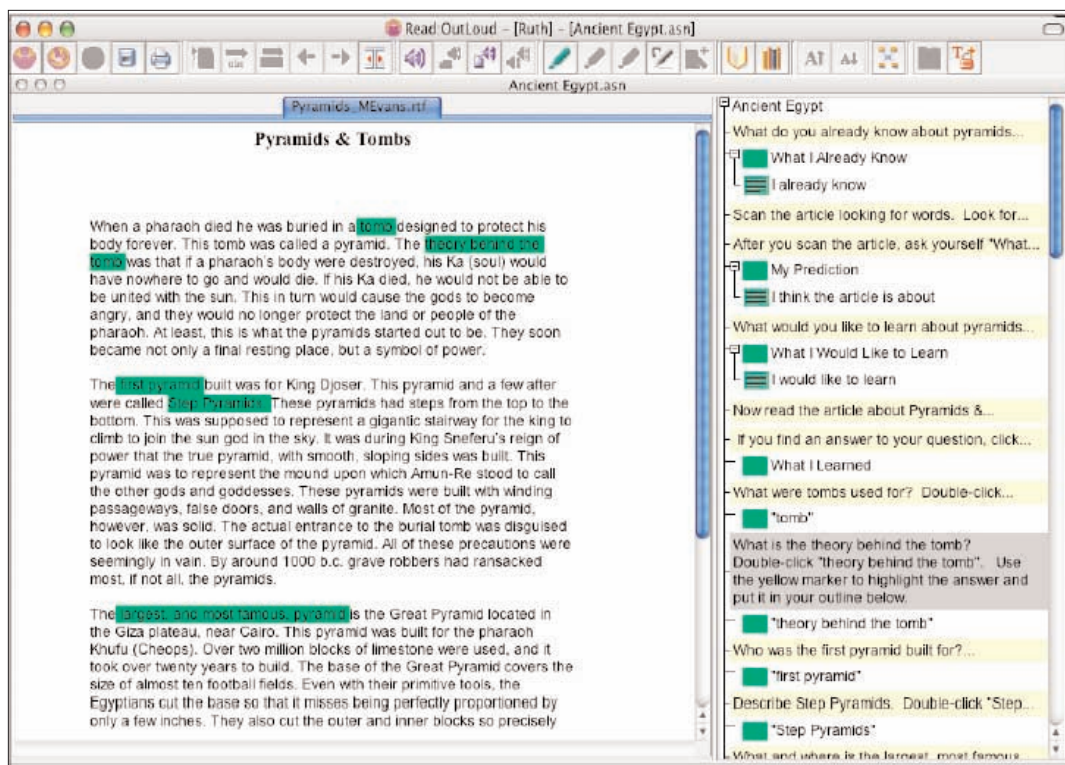 Read OutLoud – [Ruth] – [Ancient Egypt.asn]
Ancient Egypt.asn
Pyramids_MEvans.rtf
Pyramids & Tombs
When a pharaoh died he was buried in a tomb designed to protect his
body forever. This tomb was called a pyramid. The theory behind the
tomb was that if a pharaoh's body were destroyed, his Ka (soul) would
have nowhere to go and would die. If his Ka died, he would not be able to
be united with the sun. This in turn would cause the gods to become
angry, and they would no longer protect the land or people of the
pharaoh. At least, this is what the pyramids started out to be. They soon
became not only a final resting place, but a symbol of power.
The first pyramid built was for King Djoser. This pyramid and a few after
were called Step Pyramids. These pyramids had steps from the top to the
bottom. This was supposed to represent a gigantic stairway for the king to
climb to join the sun god in the sky. It was during King Sneferu's reign of
power that the true pyramid, with smooth, sloping sides was built. This
pyramid was to represent the mound upon which Amun-Re stood to call
the other gods and goddesses. These pyramids were built with winding
passageways, false doors, and walls of granite. Most of the pyramid,
however, was solid. The actual entrance to the burial tomb was disguised
to look like the outer surface of the pyramid. All of these precautions were
seemingly in vain. By around 1000 b.c. grave robbers had ransacked
most, if not all, the pyramids.
The largest, and most famous, pyramid is the Great Pyramid located in
the Giza plateau, near Cairo. This pyramid was built for the pharaoh
Khufu (Cheops). Over two million blocks of limestone were used, and it
took over twenty years to build. The base of the Great Pyramid covers the
size of almost ten football fields. Even with their primitive tools, the
Egyptians cut the base so that it misses being perfectly proportioned by
only a few inches. They also cut the outer and inner blocks so precisely
Ancient Egypt
What do you already know about pyramids...
What I Already Know
I already know
Scan the article looking for words. Look for...
After you scan the article, ask yourself "What...
My Prediction
I think the article is about
What would you like to learn about pyramids...
What I Would Like to Learn
I would like to learn
Now read the article about Pyramids &...
If you find an answer to your question, click...
What I Learned
What were tombs used for? Double-click...
"tomb"
What is the theory behind the tomb?
Double-click "theory behind the tomb". Use
the yellow marker to highlight the answer and
put it in your outline below.
"theory behind the tomb"
Who was the first pyramid built for?...
"first pyramid"
Describe Step Pyramids. Double-click "Step...
"Step Pyramids"
What and where is the largest, most famous